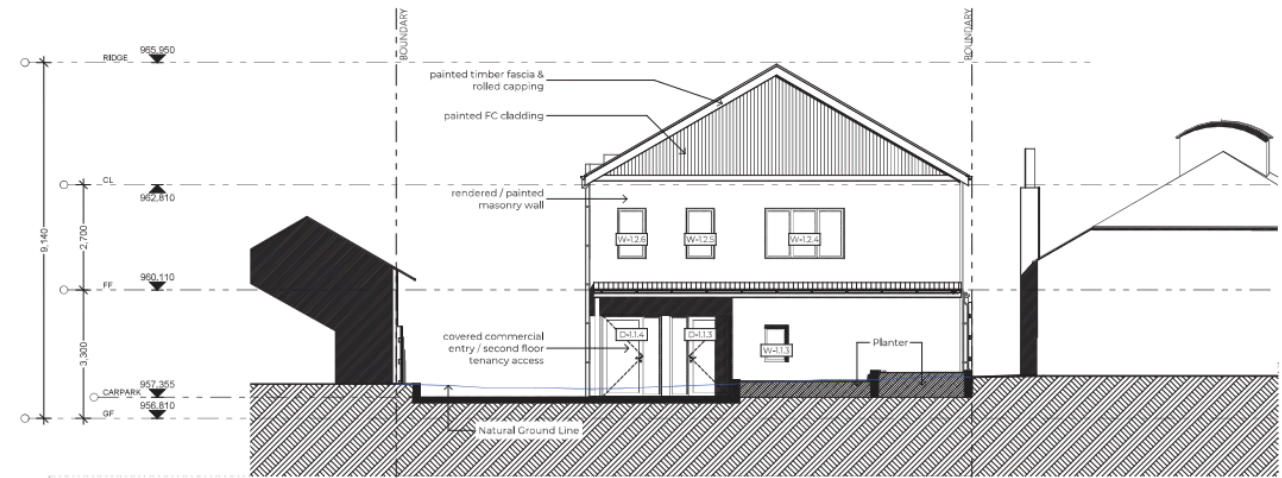 BOUNDARY
BOUNDARY
RIDGE
965,950
painted timber fascia &
rolled capping
painted FC cladding
CL
962,810
rendered / painted
masonry wall
W-1.2.6
W-1.2.5
W-1.2.4
9,140
2,700
FF
960,110
3,300
covered commercial
entry / second floor
tenancy access
D-1.1.4
D-1.1.3
W-1.1.3
Planter
CARPARK
957,355
956,810
GF
Natural Ground Line